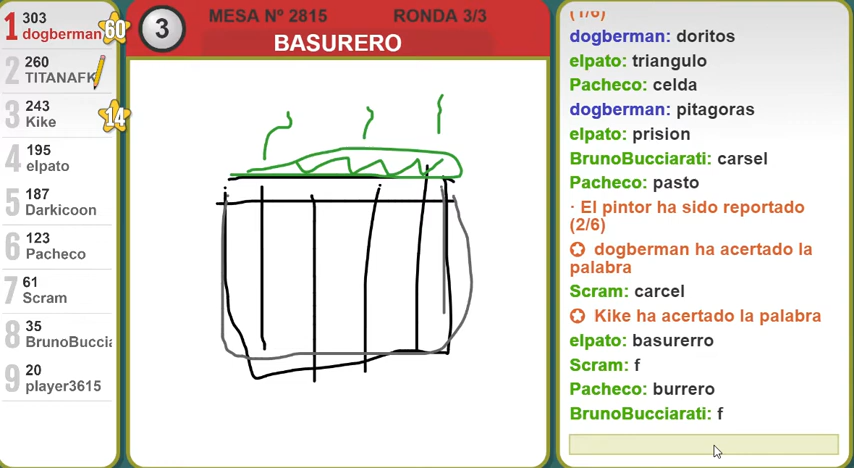 1 303
dogberman 60
2 260
TITANAFK
3 243
Kike 14
4 195
elpato
5 187
Darkicoon
6 123
Pacheco
7 61
Scram
8 35
BrunoBuccia
9 20
player3615
3
MESA Nº 2815 RONDA 3/3
BASURERO
(1/6)
dogberman: doritos
elpato: triangulo
Pacheco: celda
dogberman: pitagoras
elpato: prision
BrunoBucciarati: carsel
Pacheco: pasto
· El pintor ha sido reportado
(2/6)
dogberman ha acertado la
palabra
Scram: carcel
Kike ha acertado la palabra
elpato: basurerro
Scram: f
Pacheco: burrero
BrunoBucciarati: f